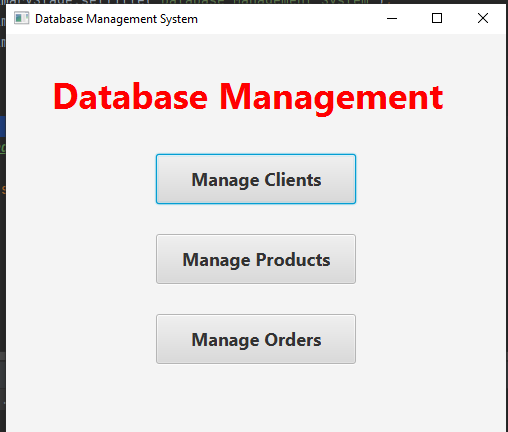 Database Management System
Database Management
Manage Clients
Manage Products
Manage Orders